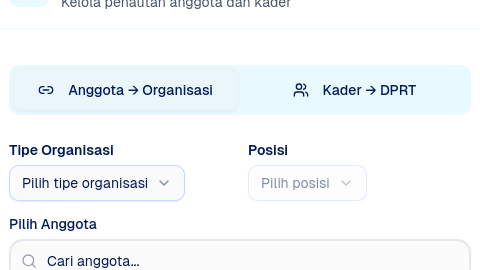 Kelola penautan anggota dan kader
Anggota → Organisasi
Kader → DPRT
Tipe Organisasi
Posisi
Pilih tipe organisasi
Pilih posisi
Pilih Anggota
Cari anggota...